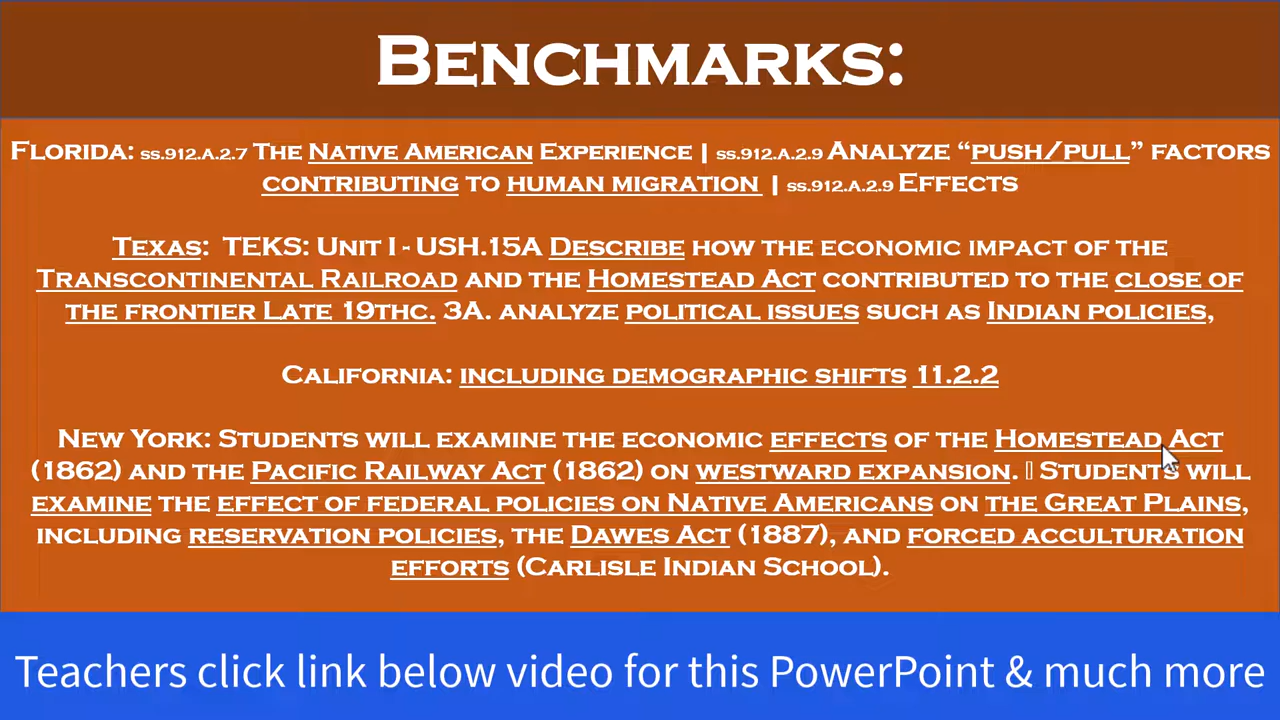 Benchmarks:
Florida: ss.912.A.2.7 The Native American Experience | ss.912.A.2.9 Analyze “push/pull” factors
contributing to human migration | ss.912.A.2.9 Effects
Texas: TEKS: Unit I - USH.15A Describe how the economic impact of the
Transcontinental Railroad and the Homestead Act contributed to the close of
the frontier Late 19thc. 3A. analyze political issues such as Indian policies,
California: including demographic shifts 11.2.2
New York: Students will examine the economic effects of the Homestead Act
(1862) and the Pacific Railway Act (1862) on westward expansion. Students will
examine the effect of federal policies on Native Americans on the Great Plains,
including reservation policies, the Dawes Act (1887), and forced acculturation
efforts (Carlisle Indian School).
Teachers click link below video for this PowerPoint & much more